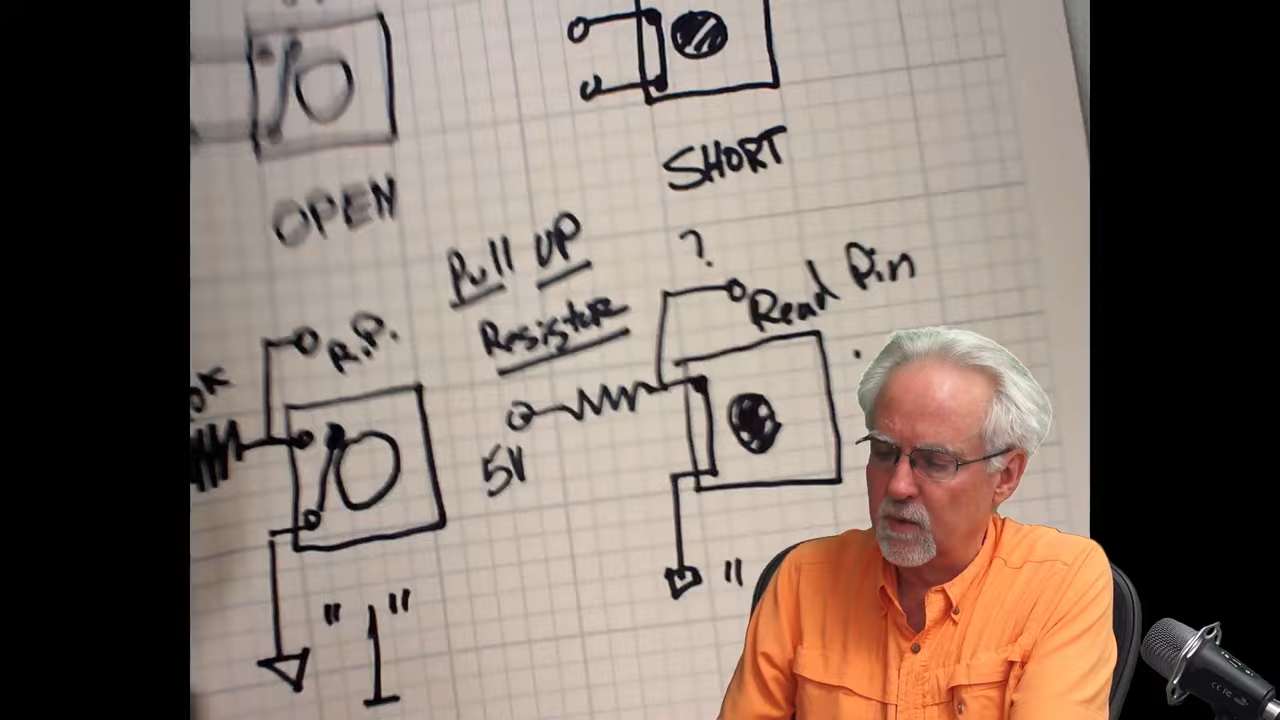 OPEN
SHORT
Pull UP
Resistor
?
Read Pin
R.P.
5V
"1"
"